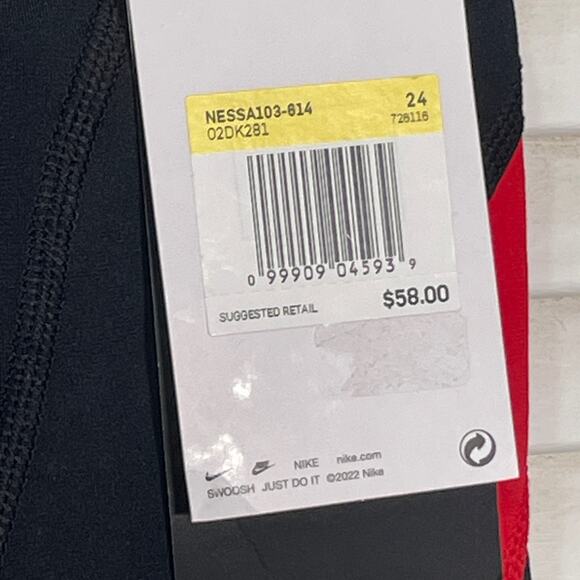 NESSA103-614 24
02DK281 728116
0 99909 04593 9
SUGGESTED RETAIL $58.00
NIKE nike.com
SWOOSH JUST DO IT ©2022 Nike